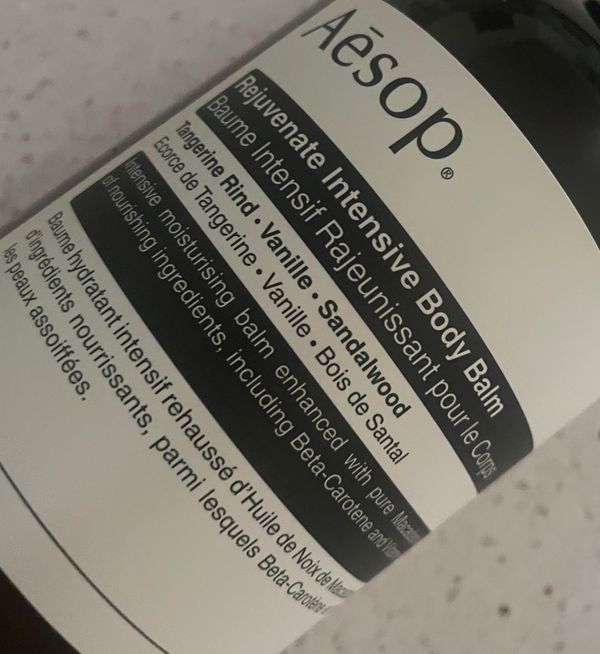 Aēsop®
Rejuvenate Intensive Body Balm
Baume Intensif Rajeunissant pour le Corps
Tangerine Rind • Vanille • Sandalwood
Ecorce de Tangerine • Vanille • Bois de Santal
Intensive moisturising balm enhanced with pure
of nourishing ingredients, including Beta-Carotene and
Baume hydratant intensif rehaussé d'Huile de Noix de
d'ingrédients nourrissants, parmi lesquels Beta-Carotène
les peaux assoiffées.